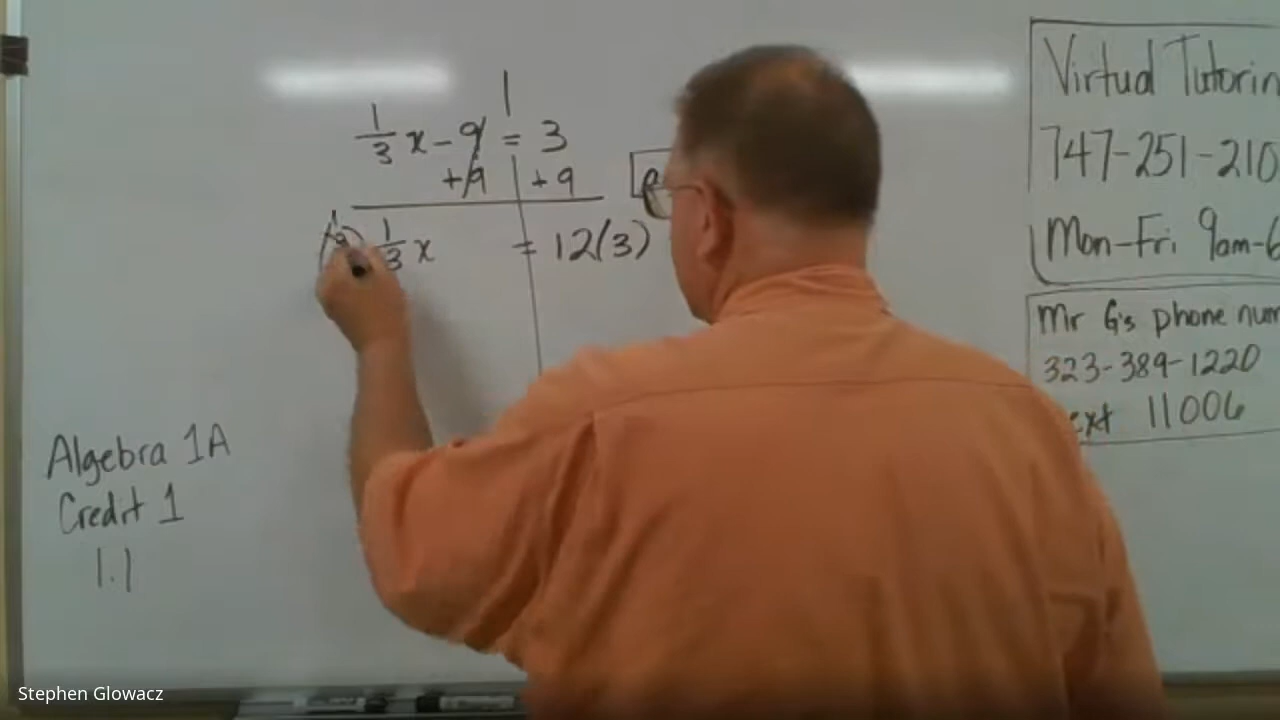 1/3 x - 9 = 3
+9 +9
1/3 x = 12(3)
Algebra 1A
Credit 1
1.1
Virtual Tutorin
747-251-210
Mon-Fri 9am-6
Mr G's phone num
323-389-1220
ext 11006
Stephen Glowacz